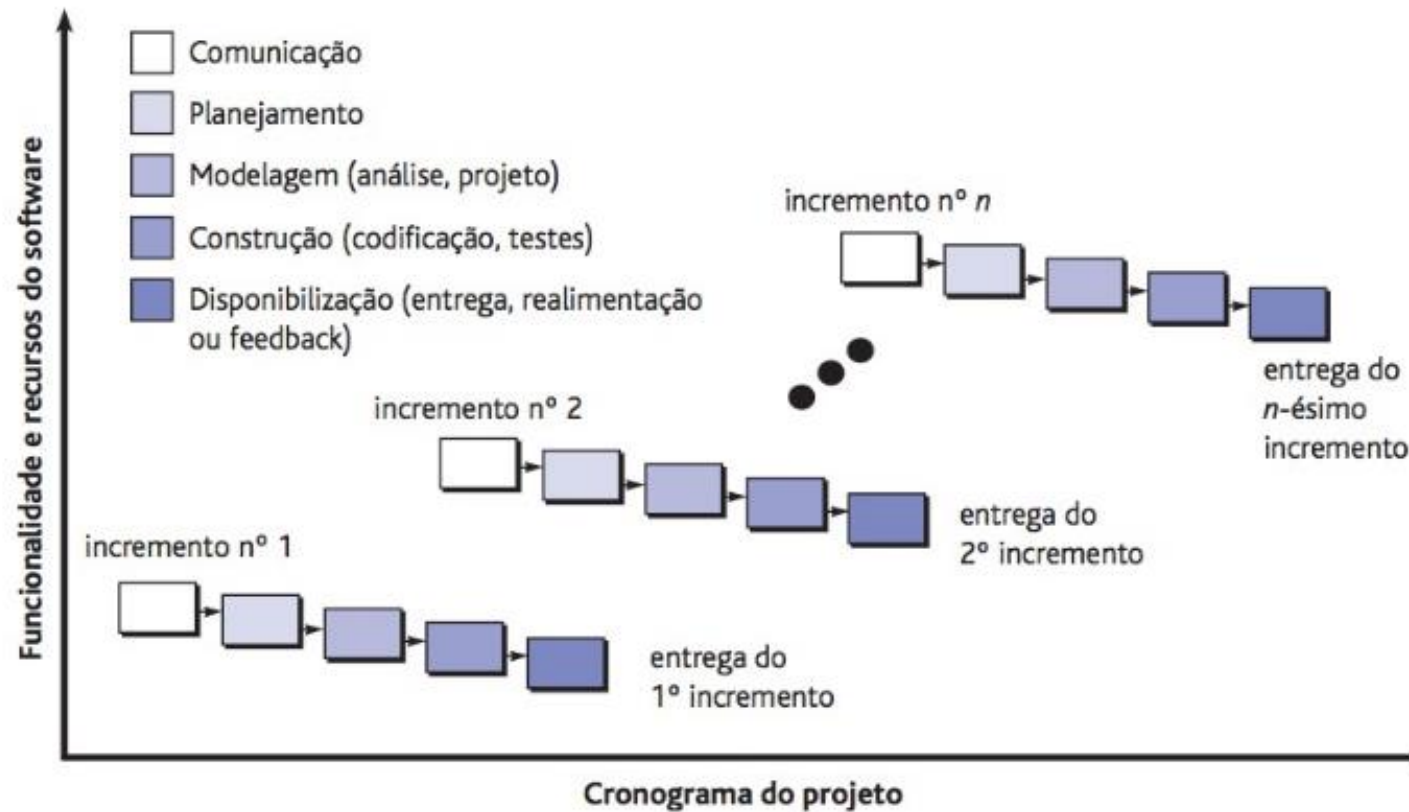 Funcionalidade e recursos do software
Comunicação
Planejamento
Modelagem (análise, projeto)
Construção (codificação, testes)
Disponibilização (entrega, realimentação
ou feedback)
incremento nº n
entrega do
n-ésimo
incremento
incremento nº 2
entrega do
2º incremento
incremento nº 1
entrega do
1º incremento
Cronograma do projeto